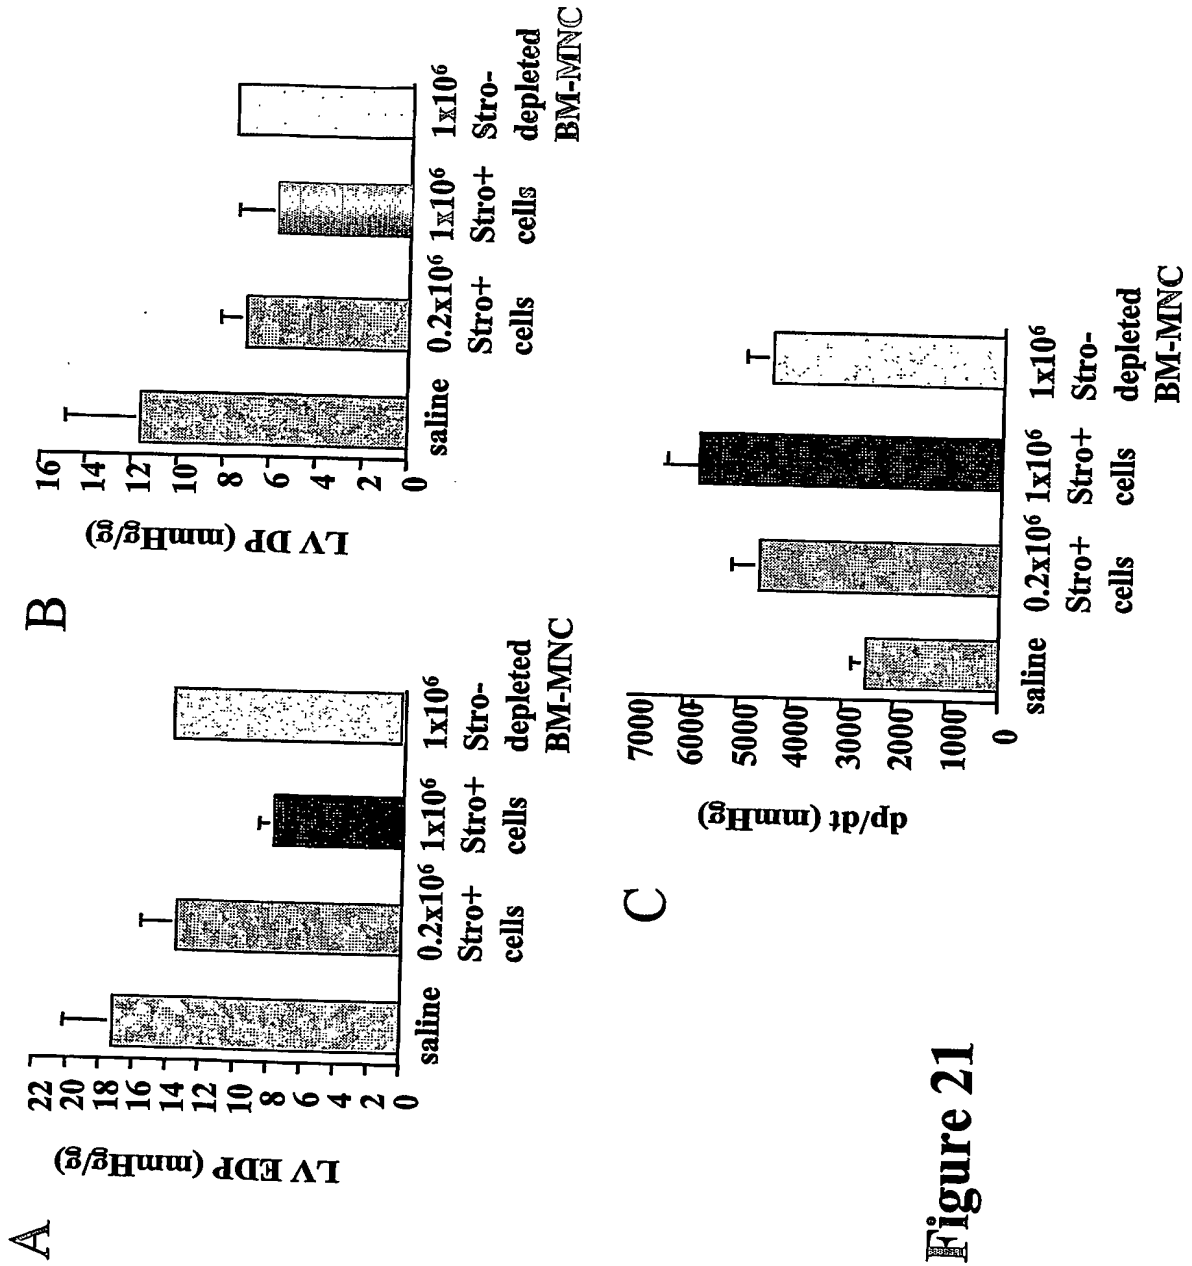 A
LV EDP (mmHg/g)
22
20
18
16
14
12
10
8
6
4
2
0
saline
0.2x10⁶ 1x10⁶ 1x10⁶
Stro+ Stro+ Stro-
cells cells depleted
BM-MNC
B
LV DP (mmHg/g)
16
14
12
10
8
6
4
2
0
saline
0.2x10⁶ 1x10⁶ 1x10⁶
Stro+ Stro+ Stro-
cells cells depleted
BM-MNC
C
dp/dt (mmHg)
7000
6000
5000
4000
3000
2000
1000
0
saline
0.2x10⁶ 1x10⁶ 1x10⁶
Stro+ Stro+ Stro-
cells cells depleted
BM-MNC
Figure 21